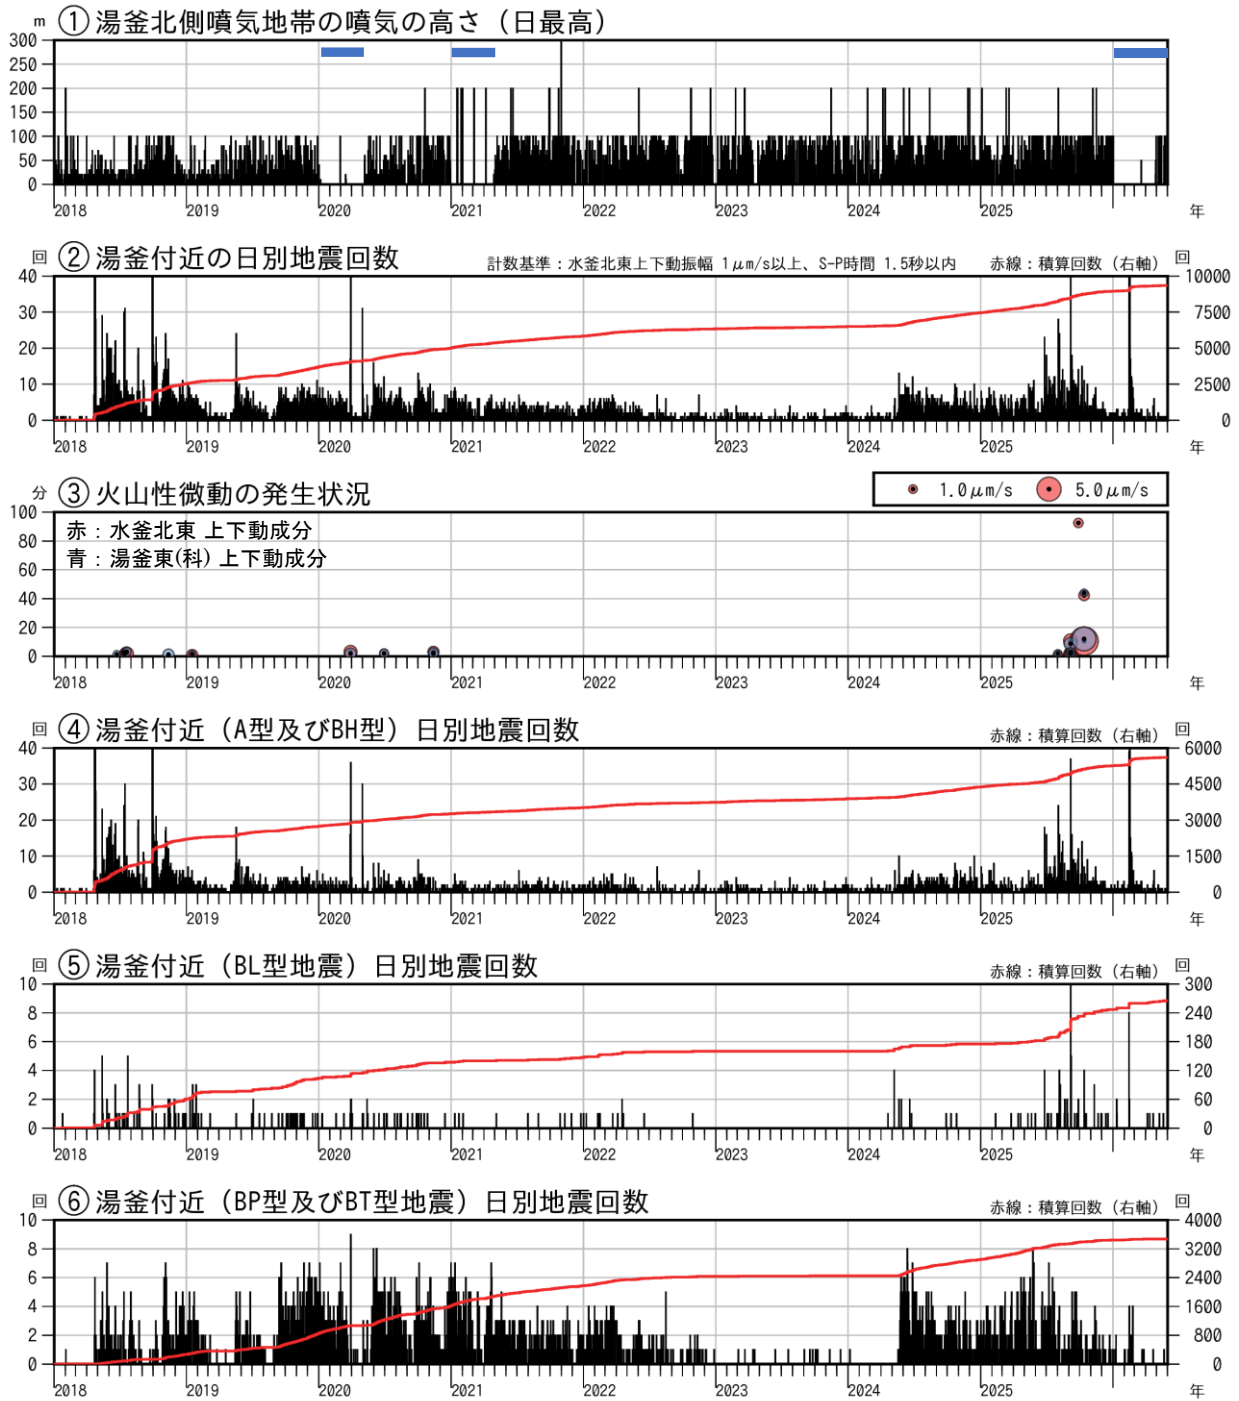 m ①湯釜北側噴気地帯の噴気の高さ（日最高）
300
250
200
150
100
50
0
2018 2019 2020 2021 2022 2023 2024 2025 年
回 ②湯釜付近の日別地震回数 計数基準：水釜北東上下動振幅 1μm/s以上、S-P時間 1.5秒以内 赤線：積算回数（右軸） 回
40 10000
30 7500
20 5000
10 2500
0 0
2018 2019 2020 2021 2022 2023 2024 2025 年
分 ③火山性微動の発生状況 1.0μm/s 5.0μm/s
100
赤：水釜北東 上下動成分
80
青：湯釜東(科) 上下動成分
60
40
20
0
2018 2019 2020 2021 2022 2023 2024 2025 年
回 ④湯釜付近（A型及びBH型）日別地震回数 赤線：積算回数（右軸） 回
40 6000
30 4500
20 3000
10 1500
0 0
2018 2019 2020 2021 2022 2023 2024 2025 年
回 ⑤湯釜付近（BL型地震）日別地震回数 赤線：積算回数（右軸） 回
10 300
8 240
6 180
4 120
2 60
0 0
2018 2019 2020 2021 2022 2023 2024 2025 年
回 ⑥湯釜付近（BP型及びBT型地震）日別地震回数 赤線：積算回数（右軸） 回
10 4000
8 3200
6 2400
4 1600
2 800
0 0
2018 2019 2020 2021 2022 2023 2024 2025 年